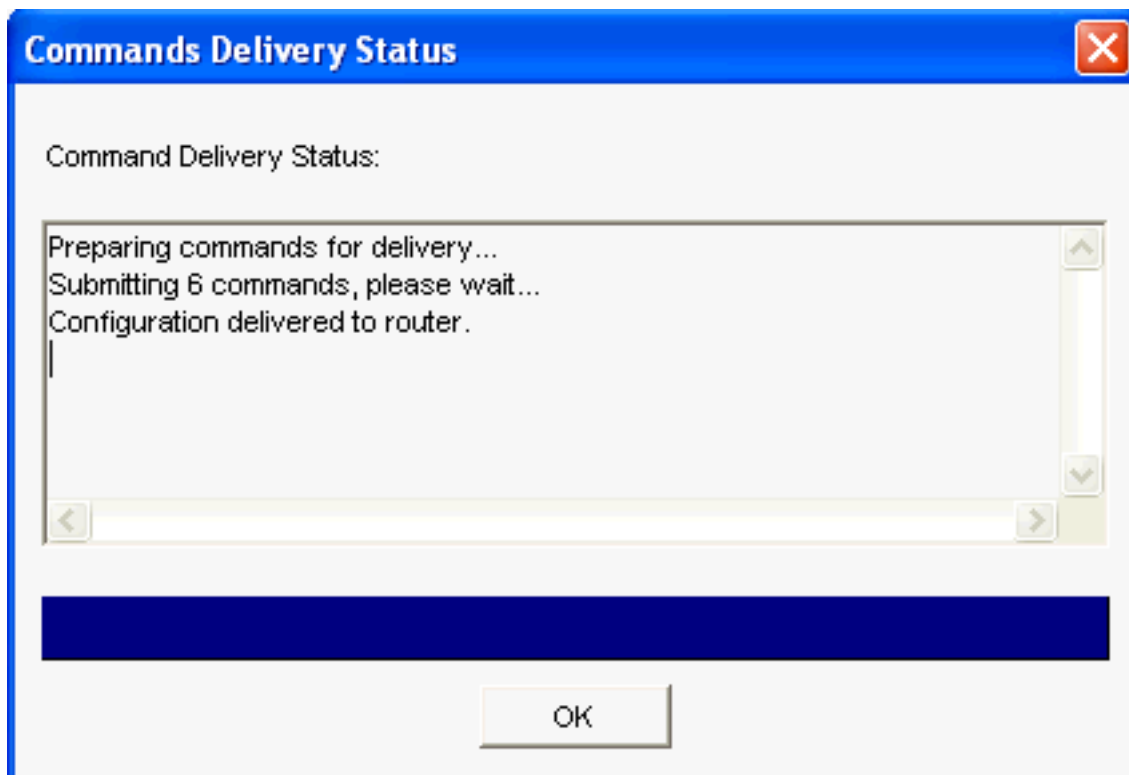 Commands Delivery Status
Command Delivery Status:
Preparing commands for delivery...
Submitting 6 commands, please wait...
Configuration delivered to router.
OK